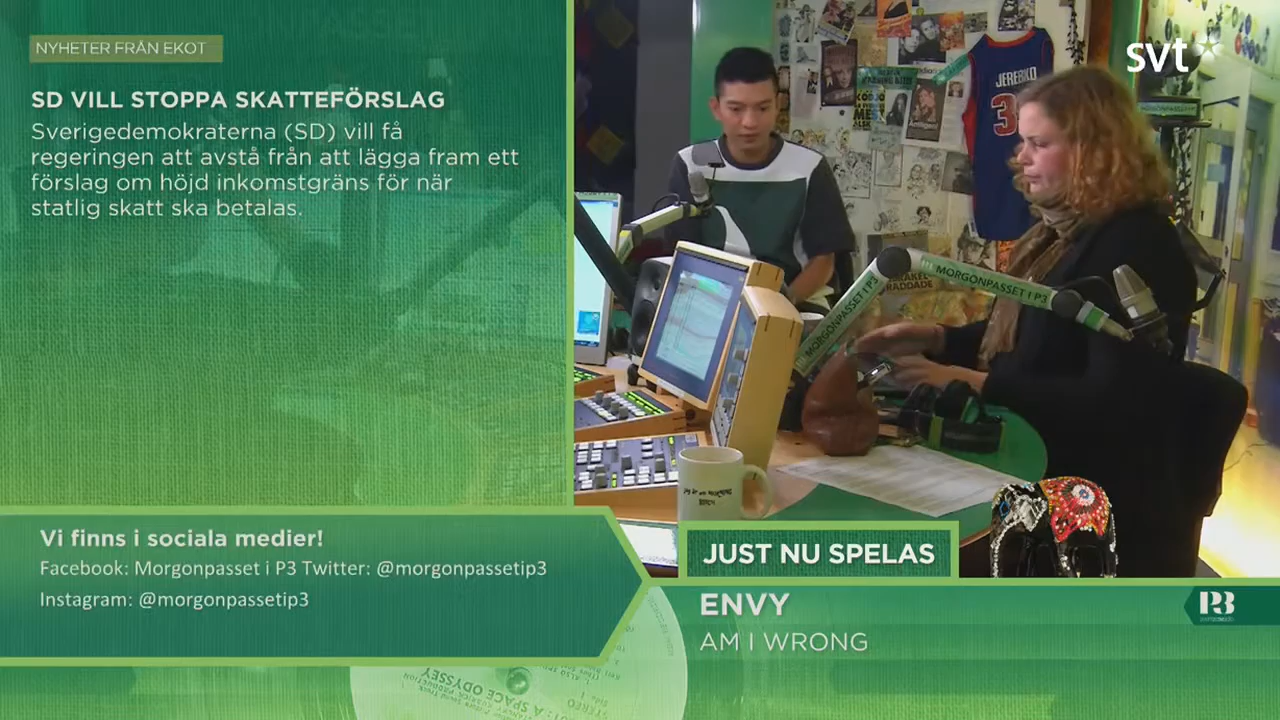 NYHETER FRÅN EKOT
SD VILL STOPPA SKATTEFÖRSLAG
Sverigedemokraterna (SD) vill få
regeringen att avstå från att lägga fram ett
förslag om höjd inkomstgräns för när
statlig skatt ska betalas.
svt
JEREBKO
3
MORGONPASSET I P3
MORGONPASSET I P3
Vi finns i sociala medier!
Facebook: Morgonpasset i P3 Twitter: @morgonpassetip3
Instagram: @morgonpassetip3
JUST NU SPELAS
ENVY
AM I WRONG
P3
A SPACE ODYSSEY
STEREO